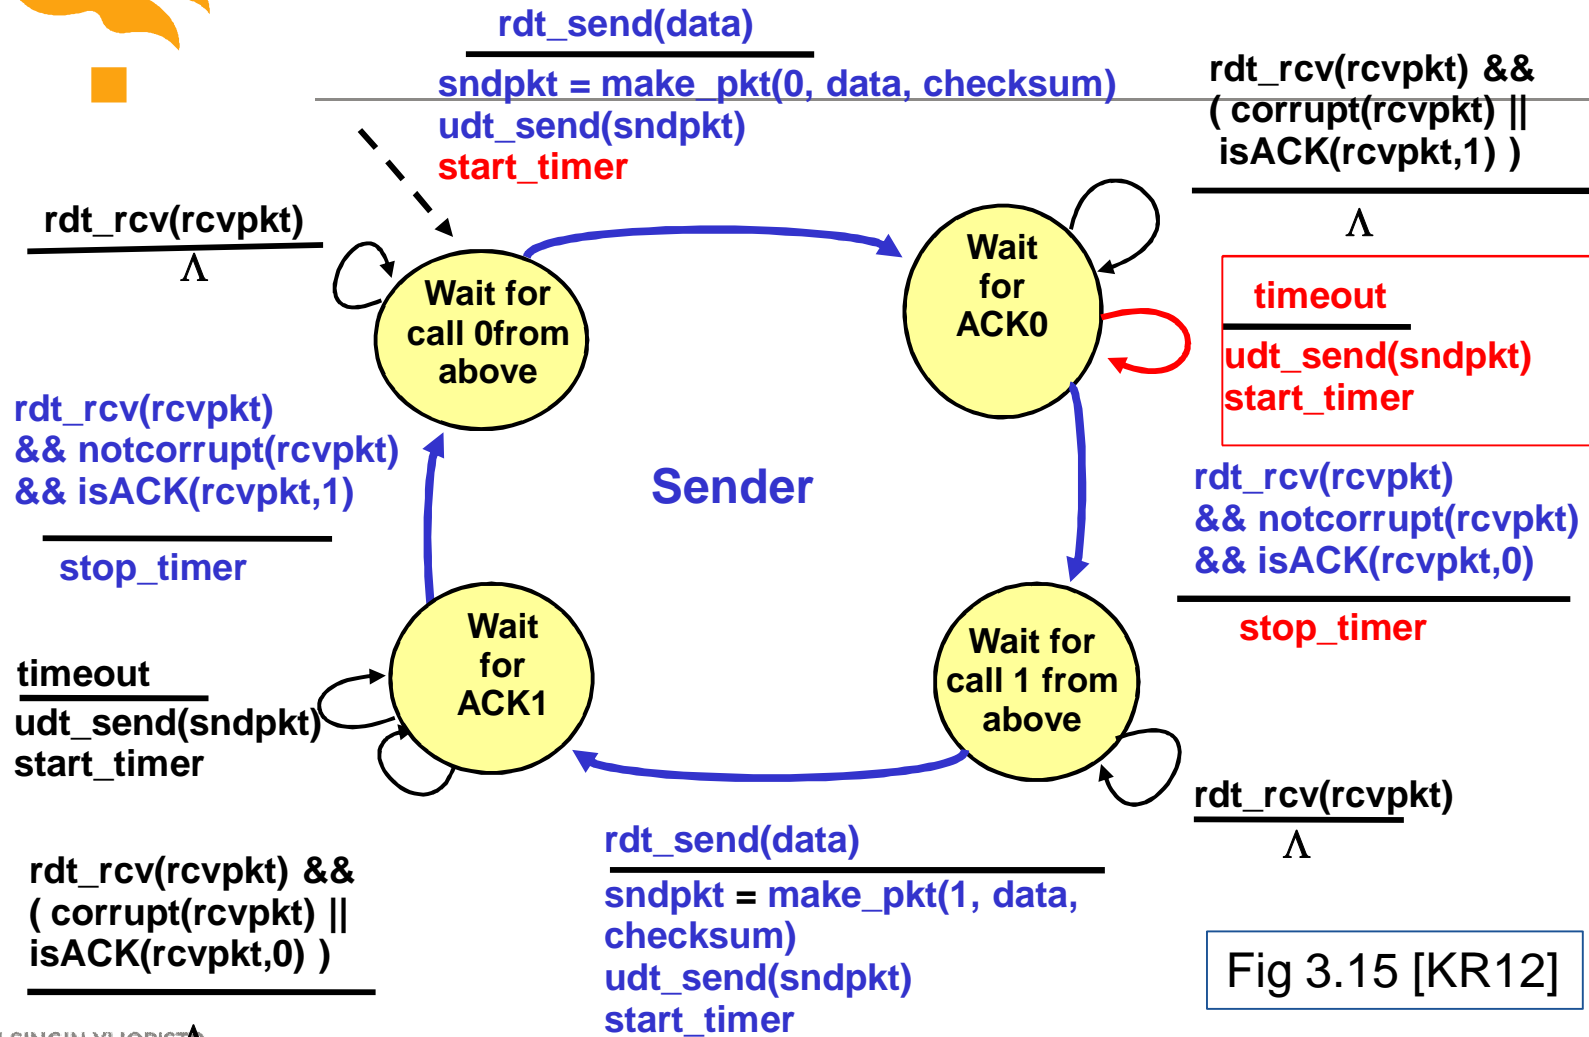 rdt_send(data)
sndpkt = make_pkt(0, data, checksum)
udt_send(sndpkt)
start_timer
rdt_rcv(rcvpkt) &&
( corrupt(rcvpkt) ||
isACK(rcvpkt,1) )
Λ
rdt_rcv(rcvpkt)
Λ
Wait for
call 0from
above
Wait
for
ACK0
timeout
udt_send(sndpkt)
start_timer
rdt_rcv(rcvpkt)
&& notcorrupt(rcvpkt)
&& isACK(rcvpkt,1)
stop_timer
Sender
rdt_rcv(rcvpkt)
&& notcorrupt(rcvpkt)
&& isACK(rcvpkt,0)
stop_timer
Wait
for
ACK1
Wait for
call 1 from
above
timeout
udt_send(sndpkt)
start_timer
rdt_rcv(rcvpkt)
Λ
rdt_rcv(rcvpkt) &&
( corrupt(rcvpkt) ||
isACK(rcvpkt,0) )
Λ
rdt_send(data)
sndpkt = make_pkt(1, data,
checksum)
udt_send(sndpkt)
start_timer
Fig 3.15 [KR12]